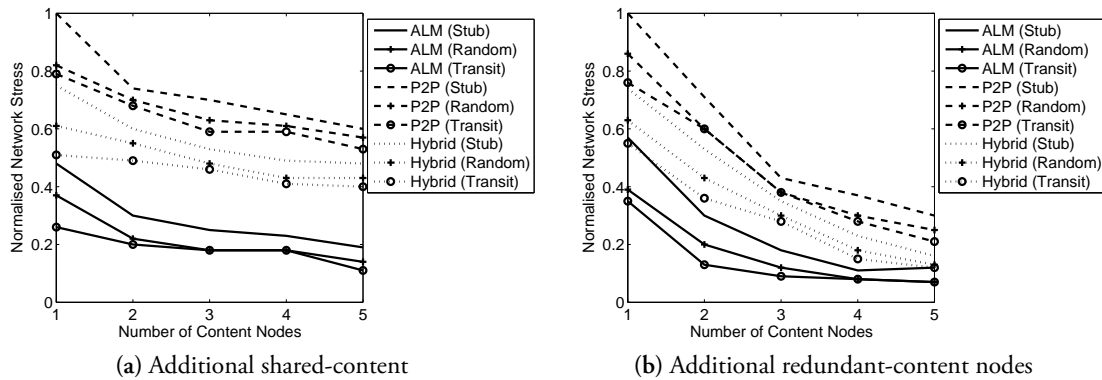 1
0.8
0.6
0.4
0.2
0
1
2
3
4
5
Normalised Network Stress
Number of Content Nodes
ALM (Stub)
ALM (Random)
ALM (Transit)
P2P (Stub)
P2P (Random)
P2P (Transit)
Hybrid (Stub)
Hybrid (Random)
Hybrid (Transit)
(a) Additional shared-content
1
0.8
0.6
0.4
0.2
0
1
2
3
4
5
Normalised Network Stress
Number of Content Nodes
ALM (Stub)
ALM (Random)
ALM (Transit)
P2P (Stub)
P2P (Random)
P2P (Transit)
Hybrid (Stub)
Hybrid (Random)
Hybrid (Transit)
(b) Additional redundant-content nodes